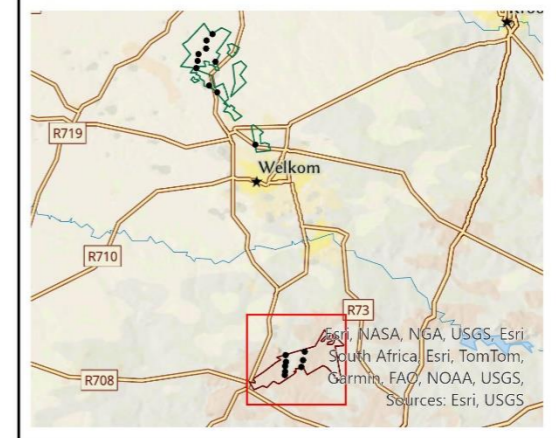 R719
Welkom
R710
R73
Esri, NASA, NGA, USGS, Esri
South Africa, Esri, TomTom,
Garmin, FAO, NOAA, USGS,
R708
Sources: Esri, USGS